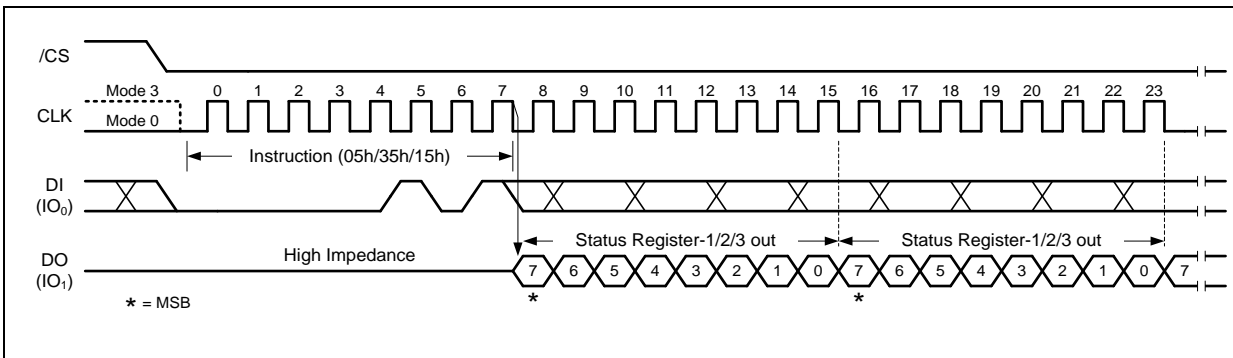 /CS
Mode 3
0 1 2 3 4 5 6 7 8 9 10 11 12 13 14 15 16 17 18 19 20 21 22 23
CLK
Mode 0
Instruction (05h/35h/15h)
DI
(IO₀)
Status Register-1/2/3 out Status Register-1/2/3 out
High Impedance
DO
(IO₁)
7 6 5 4 3 2 1 0 7 6 5 4 3 2 1 0 7
* *
* = MSB